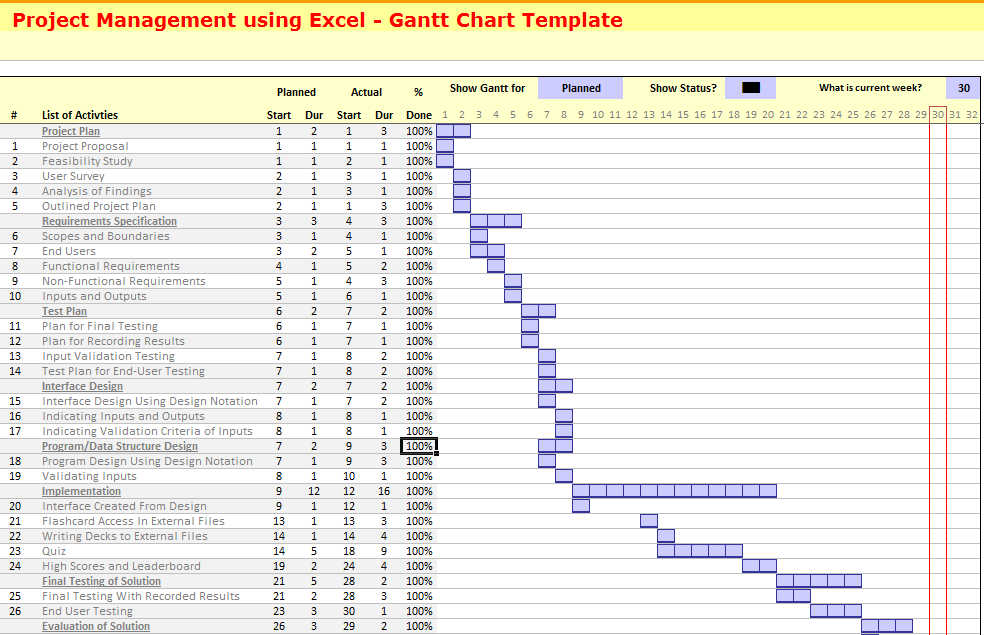 Project Management using Excel - Gantt Chart Template
Planned Actual % Show Gantt for Planned Show Status? What is current week? 30
# List of Activties Start Dur Start Dur Done 1 2 3 4 5 6 7 8 9 10 11 12 13 14 15 16 17 18 19 20 21 22 23 24 25 26 27 28 29 30 31 32
Project Plan 1 2 1 3 100%
1 Project Proposal 1 1 1 1 100%
2 Feasibility Study 1 1 2 1 100%
3 User Survey 2 1 3 1 100%
4 Analysis of Findings 2 1 3 1 100%
5 Outlined Project Plan 2 1 1 3 100%
Requirements Specification 3 3 4 3 100%
6 Scopes and Boundaries 3 1 4 1 100%
7 End Users 3 2 5 1 100%
8 Functional Requirements 4 1 5 2 100%
9 Non-Functional Requirements 5 1 4 3 100%
10 Inputs and Outputs 5 1 6 1 100%
Test Plan 6 2 7 2 100%
11 Plan for Final Testing 6 1 7 1 100%
12 Plan for Recording Results 6 1 7 1 100%
13 Input Validation Testing 7 1 8 2 100%
14 Test Plan for End-User Testing 7 1 8 2 100%
Interface Design 7 2 7 2 100%
15 Interface Design Using Design Notation 7 1 7 2 100%
16 Indicating Inputs and Outputs 8 1 8 1 100%
17 Indicating Validation Criteria of Inputs 8 1 8 1 100%
Program/Data Structure Design 7 2 9 3 100%
18 Program Design Using Design Notation 7 1 9 3 100%
19 Validating Inputs 8 1 10 1 100%
Implementation 9 12 12 16 100%
20 Interface Created From Design 9 1 12 1 100%
21 Flashcard Access In External Files 13 1 13 3 100%
22 Writing Decks to External Files 14 1 14 4 100%
23 Quiz 14 5 18 9 100%
24 High Scores and Leaderboard 19 2 24 4 100%
Final Testing of Solution 21 5 28 2 100%
25 Final Testing With Recorded Results 21 2 28 3 100%
26 End User Testing 23 3 30 1 100%
Evaluation of Solution 26 3 29 2 100%